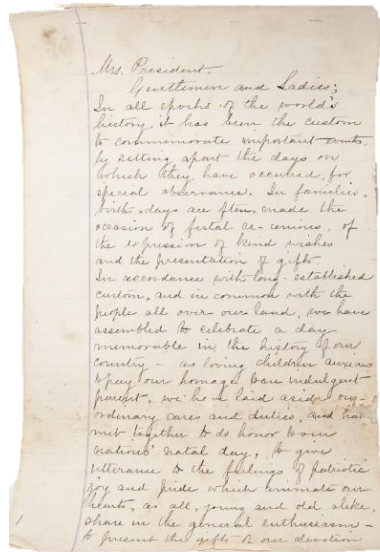 Mrs. President.
Gentlemen and Ladies;
In all epochs of the world's
history, it has been the custom
to commemorate important events,
by setting apart the days on
which they have occured, for
special observance. In families,
birth-days are often made the
occasion of festal re-unions, of
the expression of kind wishes
and the presentation of gifts.
In accordance with long-established
custom, and in common with the
people all over our land, we have
assembled to celebrate a day
memorable in the history of our
country - as loving children anxious
to pay our homage to an indulgent
parent, we have laid aside our
ordinary cares and duties, and have
met together to do honor to our
nations' natal day, to give
utterance to the feelings of patriotic
joy and pride which animate our
hearts, as all, young and old alike,
share in the general enthusiasm -
to present the gifts of our devotion